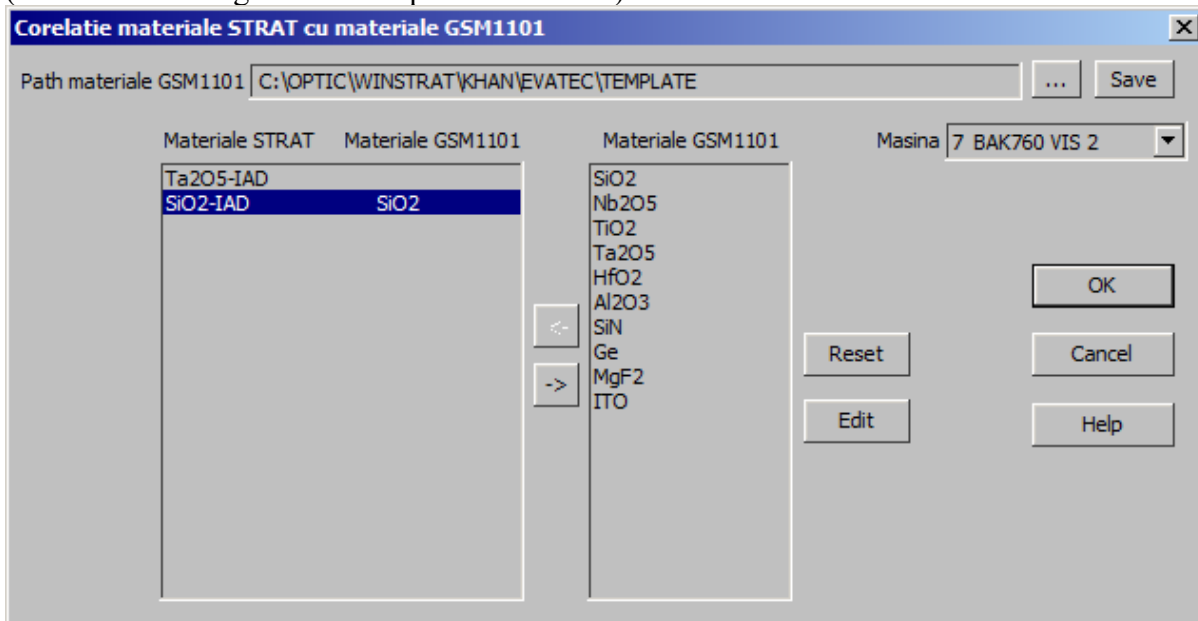 Corelatie materiale STRAT cu materiale GSM1101
Path materiale GSM1101 C:\OPTIC\WINSTRAT\KHAN\EVATEC\TEMPLATE ... Save
Materiale STRAT Materiale GSM1101 Materiale GSM1101 Masina 7 BAK760 VIS 2
Ta2O5-IAD SiO2
SiO2-IAD SiO2 Nb2O5
TiO2
Ta2O5
HfO2
Al2O3 OK
<- SiN
Ge Reset Cancel
-> MgF2
ITO
Edit Help